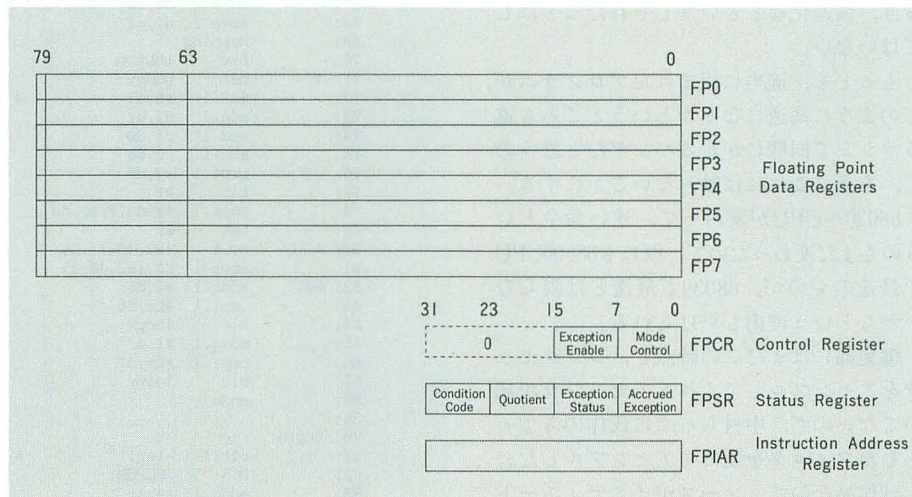 79 63 0
FP0
FP1
FP2
FP3
FP4
FP5
FP6
FP7
Floating Point
Data Registers
31 23 15 7 0
0
Exception
Enable
Mode
Control
FPCR Control Register
Condition
Code
Quotient
Exception
Status
Accrued
Exception
FPSR Status Register
FPIAR
Instruction Address
Register